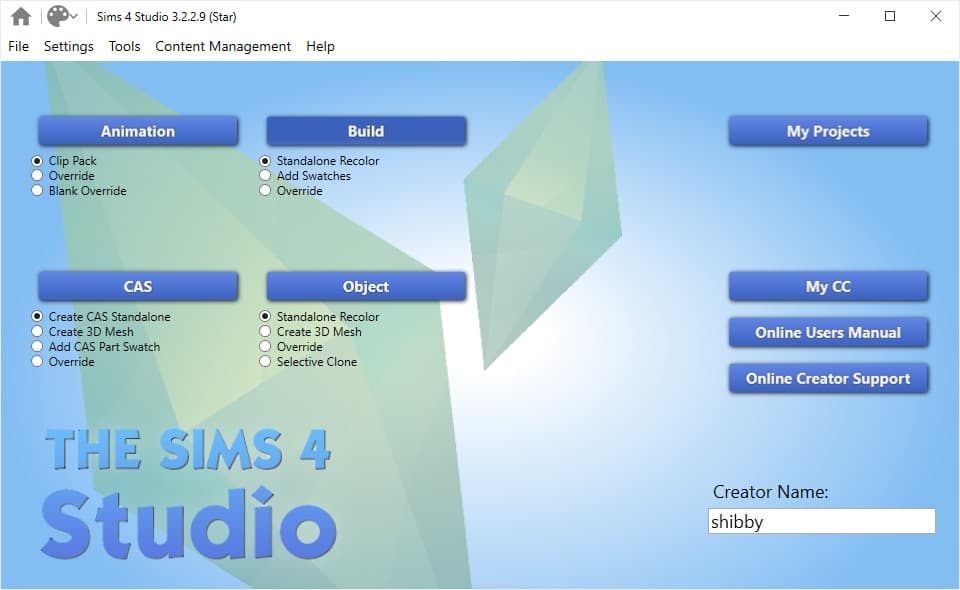 Sims 4 Studio 3.2.2.9 (Star)
File Settings Tools Content Management Help
Animation
Clip Pack
Override
Blank Override
Build
Standalone Recolor
Add Swatches
Override
My Projects
CAS
Create CAS Standalone
Create 3D Mesh
Add CAS Part Swatch
Override
Object
Standalone Recolor
Create 3D Mesh
Override
Selective Clone
My CC
Online Users Manual
Online Creator Support
THE SIMS 4
Studio
Creator Name:
shibby